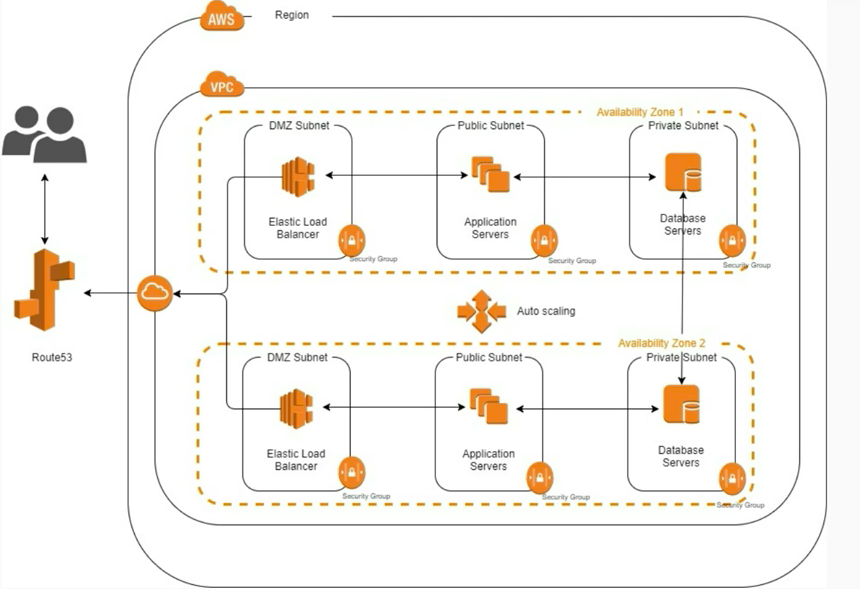 AWS
Region
VPC
Availability Zone 1
DMZ Subnet
Public Subnet
Private Subnet
Elastic Load
Balancer
Application
Servers
Database
Servers
Security Group
Security Group
Security Group
Route53
Auto scaling
Availability Zone 2
DMZ Subnet
Public Subnet
Private Subnet
Elastic Load
Balancer
Application
Servers
Database
Servers
Security Group
Security Group
Security Group